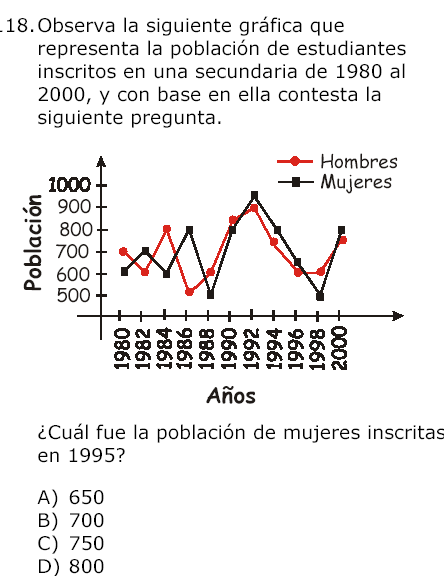 118. Observa la siguiente gráfica que
representa la población de estudiantes
inscritos en una secundaria de 1980 al
2000, y con base en ella contesta la
siguiente pregunta.
Hombres
Mujeres
Población
1000
900
800
700
600
500
1980
1982
1984
1986
1988
1990
1992
1994
1996
1998
2000
Años
¿Cuál fue la población de mujeres inscritas
en 1995?
A) 650
B) 700
C) 750
D) 800